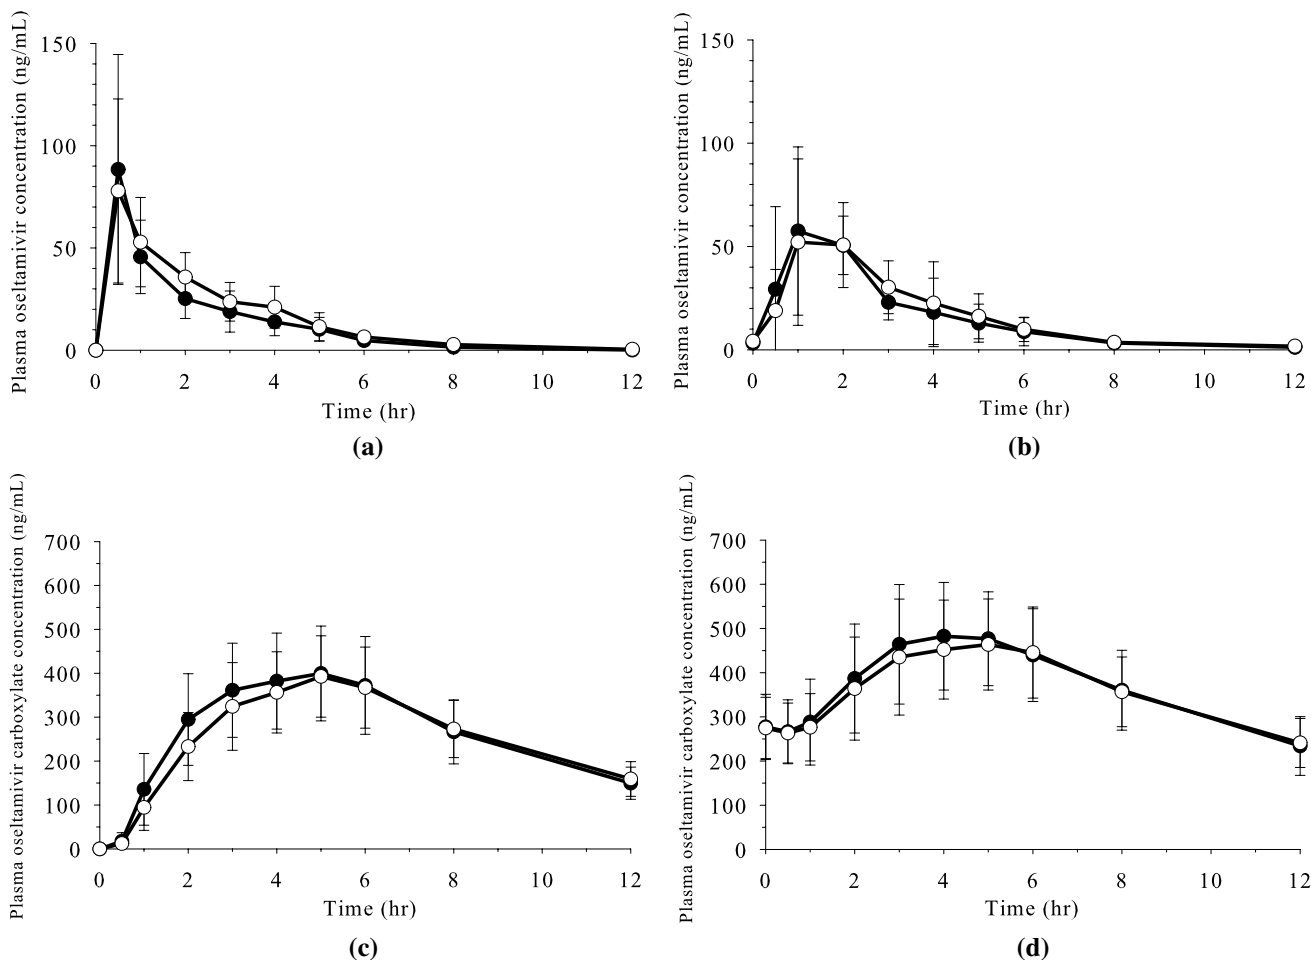 Plasma oseltamivir concentration (ng/mL)
150
100
50
0
0 2 4 6 8 10 12
Time (hr)
(a)
Plasma oseltamivir concentration (ng/mL)
150
100
50
0
0 2 4 6 8 10 12
Time (hr)
(b)
Plasma oseltamivir carboxylate concentration (ng/mL)
700
600
500
400
300
200
100
0
0 2 4 6 8 10 12
Time (hr)
(c)
Plasma oseltamivir carboxylate concentration (ng/mL)
700
600
500
400
300
200
100
0
0 2 4 6 8 10 12
Time (hr)
(d)